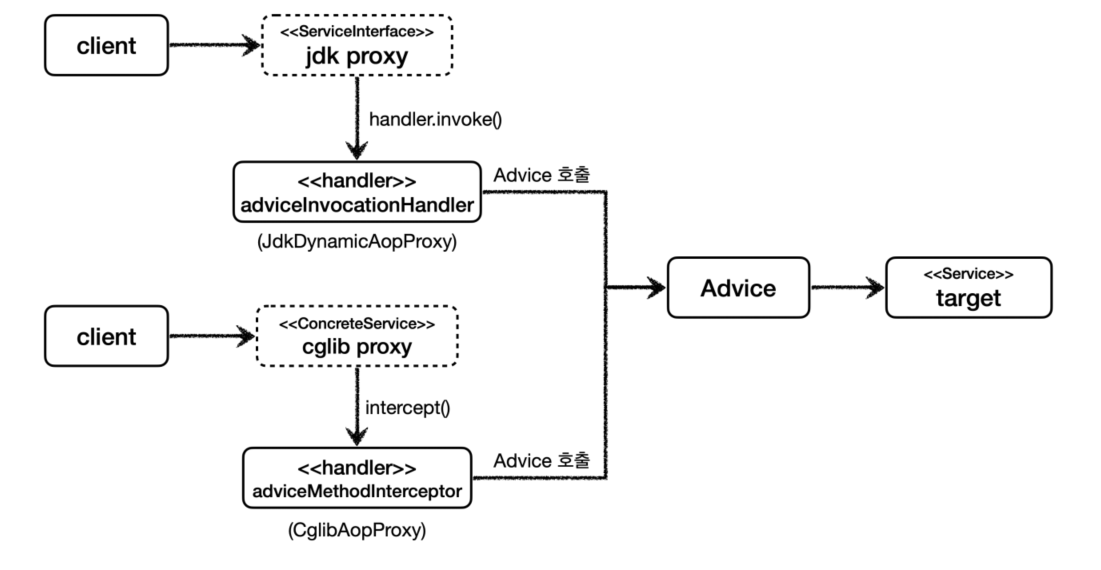 client
<<ServiceInterface>>
jdk proxy
handler.invoke()
<<handler>>
adviceInvocationHandler
(JdkDynamicAopProxy)
Advice 호출
Advice
<<Service>>
target
client
<<ConcreteService>>
cglib proxy
intercept()
<<handler>>
adviceMethodInterceptor
(CglibAopProxy)
Advice 호출